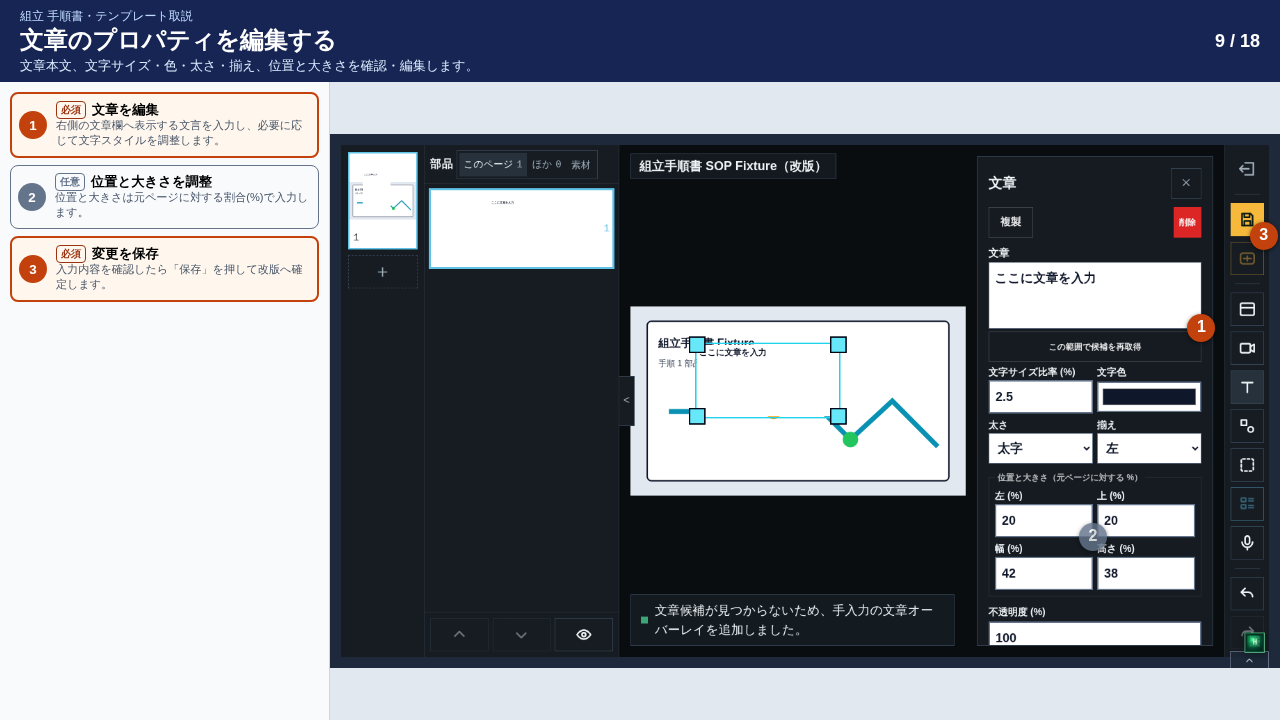 組立 手順書・テンプレート取説
文章のプロパティを編集する
文章本文、文字サイズ・色・太さ・揃え、位置と大きさを確認・編集します。
9 / 18
1
必須 文章を編集
右側の文章欄へ表示する文言を入力し、必要に応
じて文字スタイルを調整します。
2
任意 位置と大きさを調整
位置と大きさは元ページに対する割合(%)で入力し
ます。
3
必須 変更を保存
入力内容を確認したら「保存」を押して改版へ確
定します。
1
+
部品 このページ 1 ほか 0 素材
ここに文章を入力
1
組立手順書 SOP Fixture（改版）
<
ここに文章を入力
手順 1
文章候補が見つからないため、手入力の文章オー
バーレイを追加しました。
文章
×
複製
削除
文章
ここに文章を入力
1
この範囲で候補を再取得
文字サイズ比率 (%) 文字色
2.5
太さ 揃え
太字 左
位置と大きさ（元ページに対する %）
左 (%) 上 (%)
20 20
2
幅 (%) 高さ (%)
42 38
不透明度 (%)
100
3